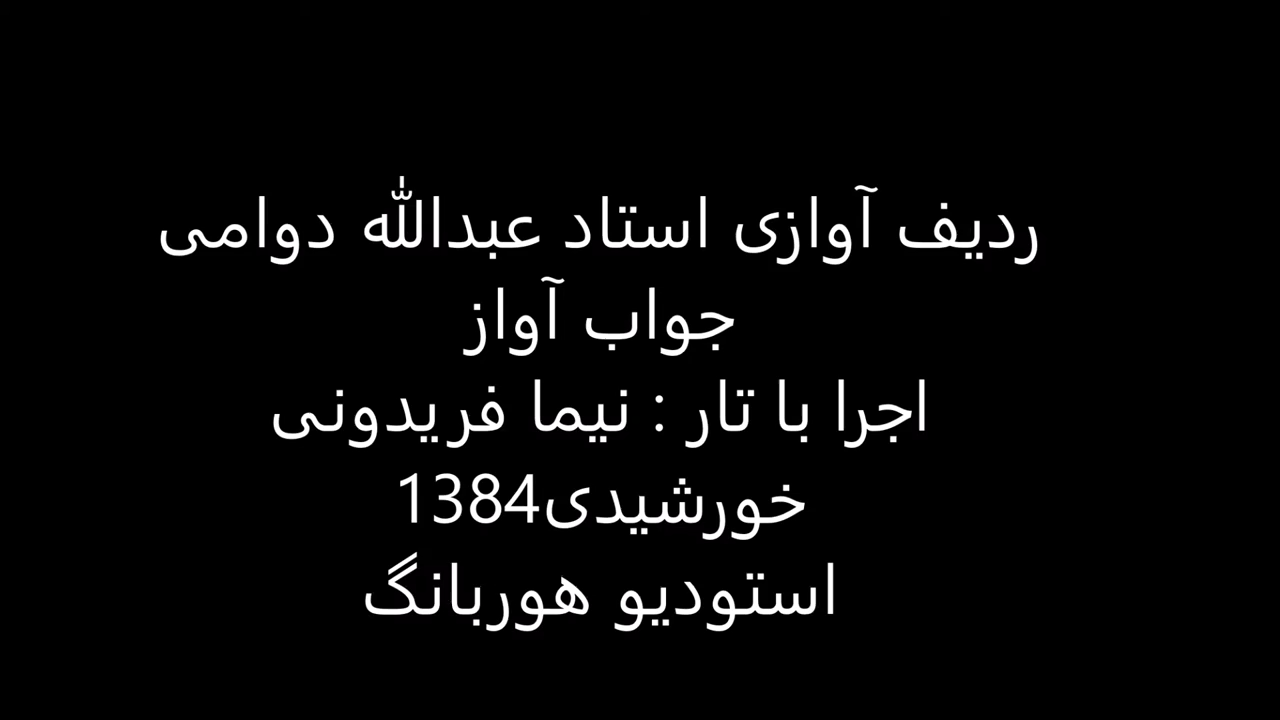 ردیف آوازی استاد عبدالله دوامی
جواب آواز
اجرا با تار : نیما فریدونی
خورشیدی1384
استودیو هوربانگ